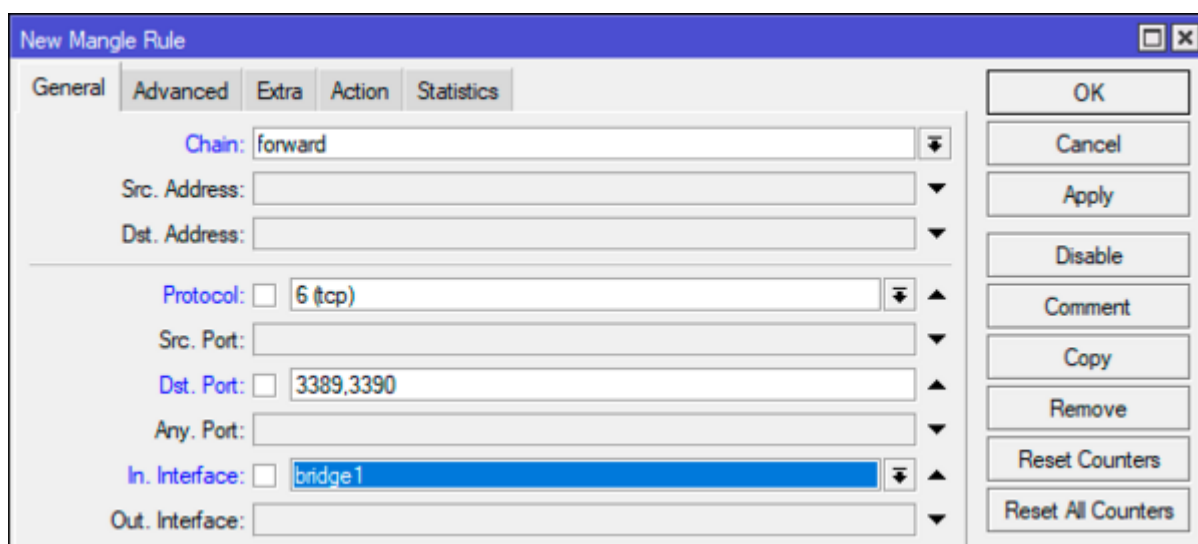 New Mangle Rule
General Advanced Extra Action Statistics
OK
Chain: forward
Cancel
Src. Address:
Apply
Dst. Address:
Disable
Protocol: 6 (tcp)
Comment
Src. Port:
Copy
Dst. Port: 3389,3390
Remove
Any. Port:
Reset Counters
In. Interface: bridge1
Reset All Counters
Out. Interface: